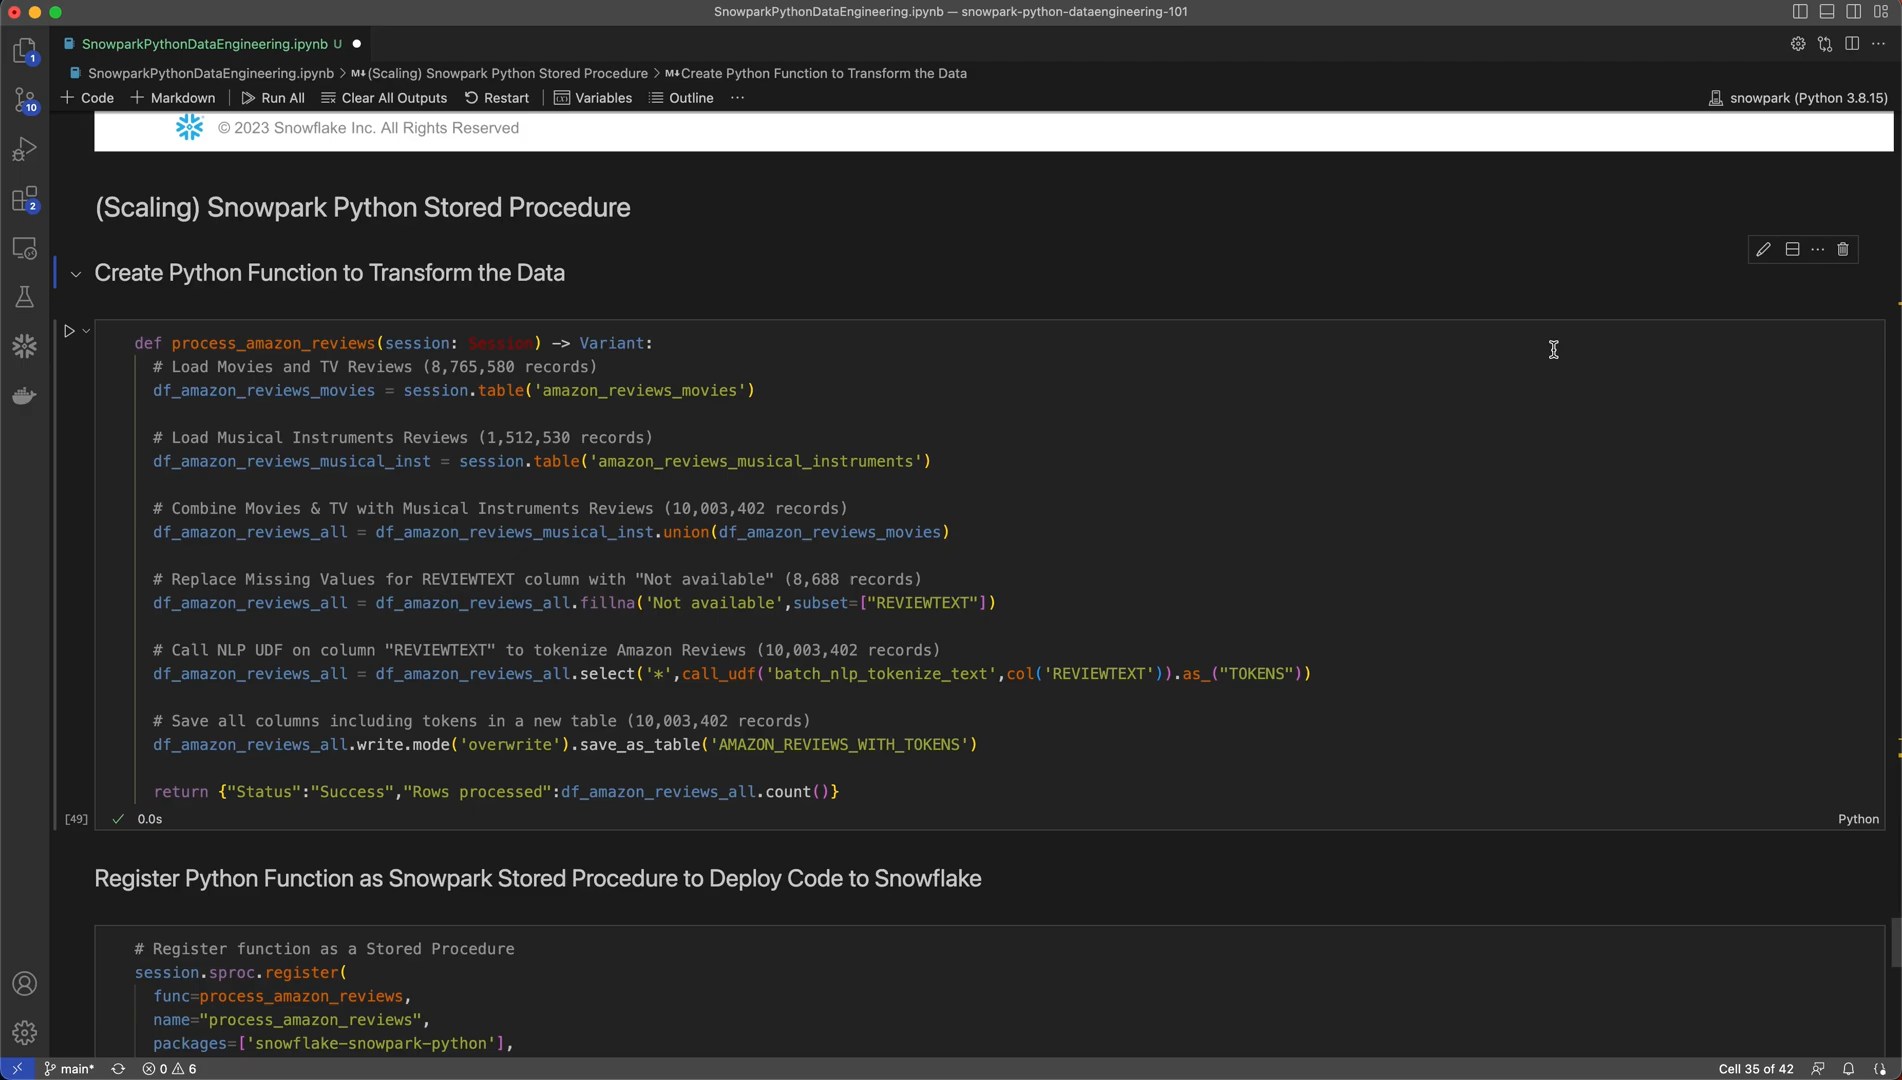 SnowparkPythonDataEngineering.ipynb — snowpark-python-dataengineering-101
SnowparkPythonDataEngineering.ipynb U
SnowparkPythonDataEngineering.ipynb > M↓(Scaling) Snowpark Python Stored Procedure > M↓Create Python Function to Transform the Data
+ Code + Markdown Run All Clear All Outputs Restart Variables Outline ···
snowpark (Python 3.8.15)
1
10
2
© 2023 Snowflake Inc. All Rights Reserved
(Scaling) Snowpark Python Stored Procedure
Create Python Function to Transform the Data
def process_amazon_reviews(session: Session) -> Variant:
# Load Movies and TV Reviews (8,765,580 records)
df_amazon_reviews_movies = session.table('amazon_reviews_movies')
# Load Musical Instruments Reviews (1,512,530 records)
df_amazon_reviews_musical_inst = session.table('amazon_reviews_musical_instruments')
# Combine Movies & TV with Musical Instruments Reviews (10,003,402 records)
df_amazon_reviews_all = df_amazon_reviews_musical_inst.union(df_amazon_reviews_movies)
# Replace Missing Values for REVIEWTEXT column with "Not available" (8,688 records)
df_amazon_reviews_all = df_amazon_reviews_all.fillna('Not available',subset=["REVIEWTEXT"])
# Call NLP UDF on column "REVIEWTEXT" to tokenize Amazon Reviews (10,003,402 records)
df_amazon_reviews_all = df_amazon_reviews_all.select('*',call_udf('batch_nlp_tokenize_text',col('REVIEWTEXT')).as_("TOKENS"))
# Save all columns including tokens in a new table (10,003,402 records)
df_amazon_reviews_all.write.mode('overwrite').save_as_table('AMAZON_REVIEWS_WITH_TOKENS')
return {"Status":"Success","Rows processed":df_amazon_reviews_all.count()}
[49] ✓ 0.0s
Python
Register Python Function as Snowpark Stored Procedure to Deploy Code to Snowflake
# Register function as a Stored Procedure
session.sproc.register(
func=process_amazon_reviews,
name="process_amazon_reviews",
packages=['snowflake-snowpark-python'],
main* 0 6
Cell 35 of 42